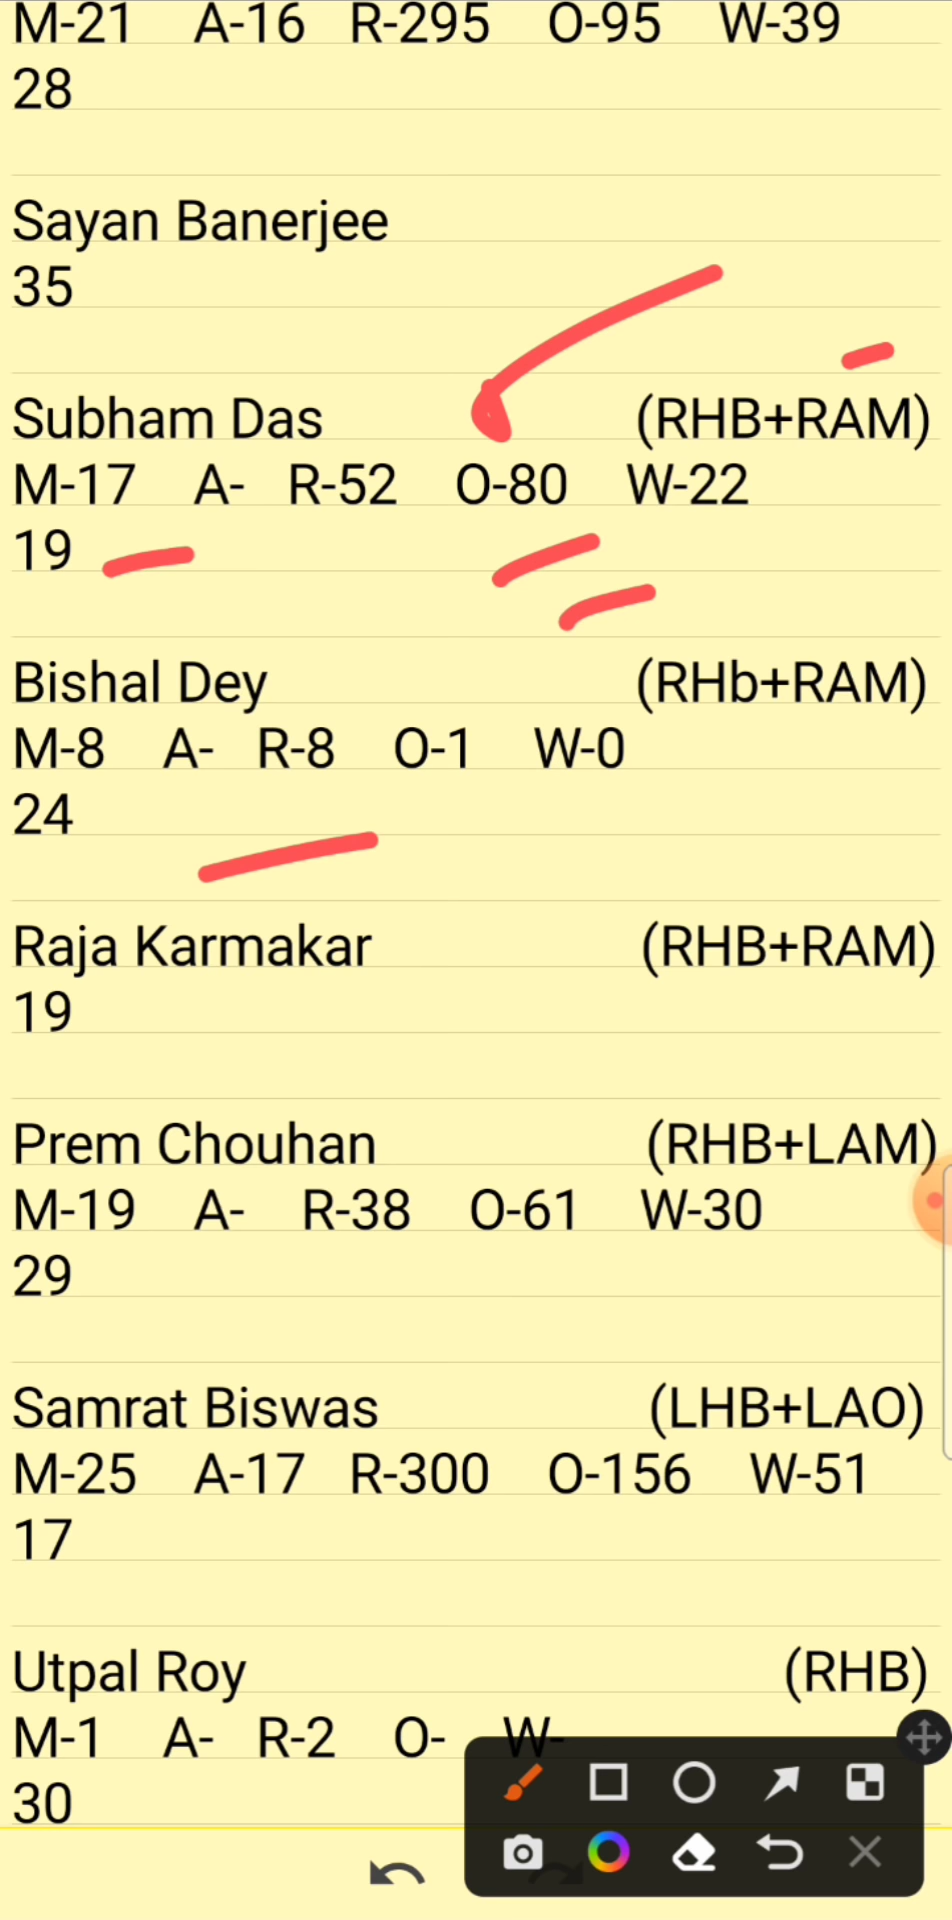 M-21 A-16 R-295 O-95 W-39
28
Sayan Banerjee
35
Subham Das (RHB+RAM)
M-17 A- R-52 O-80 W-22
19
Bishal Dey (RHb+RAM)
M-8 A- R-8 O-1 W-0
24
Raja Karmakar (RHB+RAM)
19
Prem Chouhan (RHB+LAM)
M-19 A- R-38 O-61 W-30
29
Samrat Biswas (LHB+LAO)
M-25 A-17 R-300 O-156 W-51
17
Utpal Roy (RHB)
M-1 A- R-2 O- W-
30